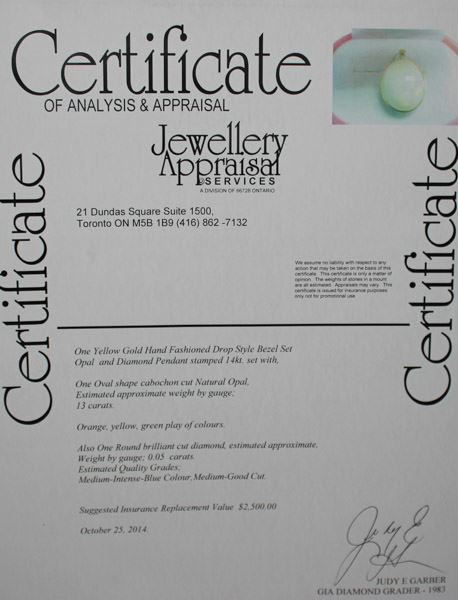 Certificate
OF ANALYSIS & APPRAISAL
Jewellery
Appraisal
@SERVICES
A DIVISION OF 66728 ONTARIO
21 Dundas Square Suite 1500,
Toronto ON M5B 1B9 (416) 862 -7132
Certificate
Certificate
We assume no liability with respect to any
action that may be taken on the basis of this
certificate. This certificate is only a matter of
opinion. The weights of stones in a mount
are all estimated. Appraisals may vary. This
certificate is issued for insurance purposes
only not for promotional use.
One Yellow Gold Hand Fashioned Drop Style Bezel Set
Opal and Diamond Pendant stamped 14kt. set with,
One Oval shape cabochon cut Natural Opal,
Estimated approximate weight by gauge;
13 carats.
Orange, yellow, green play of colours.
Also One Round brilliant cut diamond, estimated approximate,
Weight by gauge; 0.05 carats.
Estimated Quality Grades;
Medium-Intense-Blue Colour,Medium-Good Cut.
Suggested Insurance Replacement Value $2,500.00
October 25, 2014.
Judy E
JUDY E GARBER
GIA DIAMOND GRADER - 1983